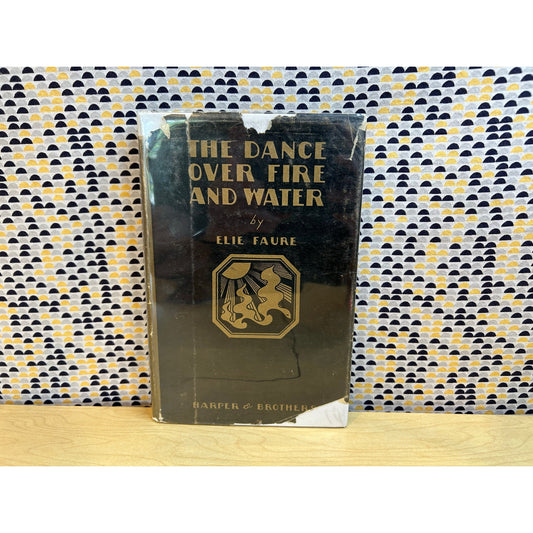 THE DANCE
OVER FIRE
AND WATER
by
ELIE FAURE
HARPER & BROTHERS